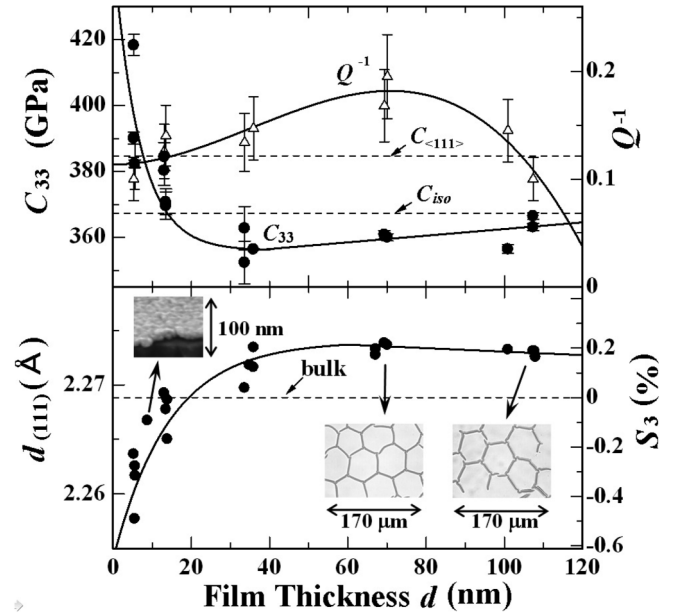 420
400
380
360
C33 (GPa)
Q-1
C<111>
Ciso
C33
0.2
0.1
0
Q-1
100 nm
bulk
2.27
2.26
d(111) (Å)
170 μm
170 μm
0.2
0
-0.2
-0.4
-0.6
S3 (%)
0 20 40 60 80 100 120
Film Thickness d (nm)